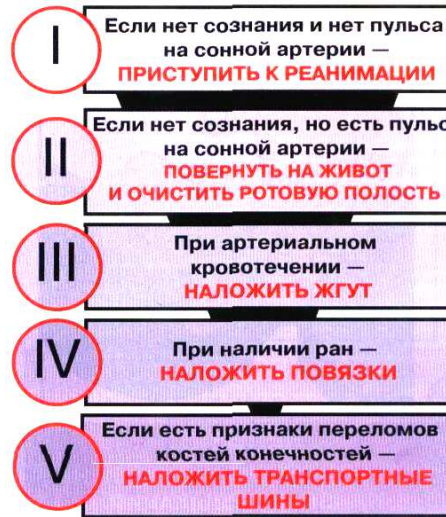 I
Если нет сознания и нет пульса
на сонной артерии —
ПРИСТУПИТЬ К РЕАНИМАЦИИ
II
Если нет сознания, но есть пульс
на сонной артерии —
ПОВЕРНУТЬ НА ЖИВОТ
И ОЧИСТИТЬ РОТОВУЮ ПОЛОСТЬ
III
При артериальном
кровотечении —
НАЛОЖИТЬ ЖГУТ
IV
При наличии ран —
НАЛОЖИТЬ ПОВЯЗКИ
V
Если есть признаки переломов
костей конечностей —
НАЛОЖИТЬ ТРАНСПОРТНЫЕ
ШИНЫ